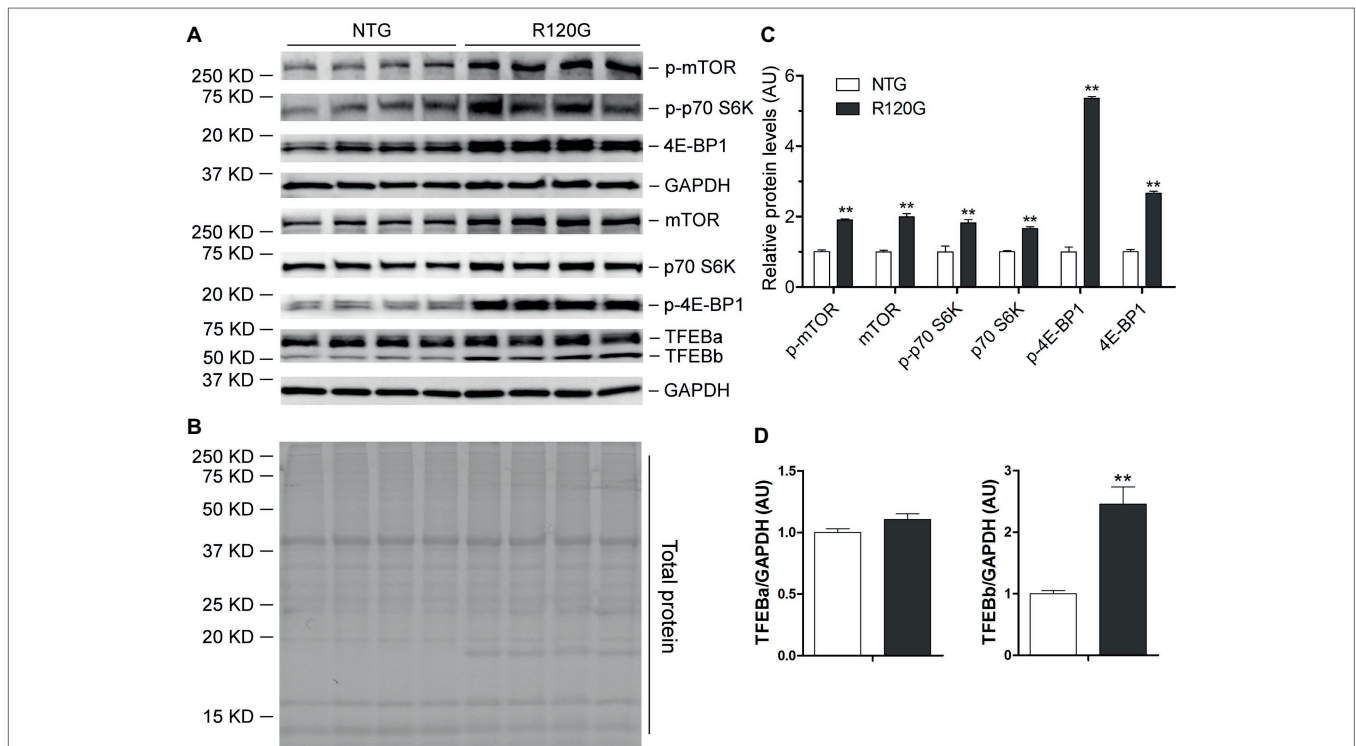 A
NTG
R120G
250 KD
p-mTOR
75 KD
p-p70 S6K
20 KD
4E-BP1
37 KD
GAPDH
mTOR
250 KD
75 KD
p70 S6K
20 KD
p-4E-BP1
75 KD
TFEBa
50 KD
TFEBb
37 KD
GAPDH
B
250 KD
75 KD
50 KD
37 KD
25 KD
20 KD
15 KD
Total protein
C
Relative protein levels (AU)
6
4
2
0
NTG
R120G
**
**
**
**
**
**
p-mTOR
mTOR
p-p70 S6K
p70 S6K
p-4E-BP1
4E-BP1
D
TFEBa/GAPDH (AU)
1.5
1.0
0.5
0.0
TFEBb/GAPDH (AU)
3
2
1
0
**